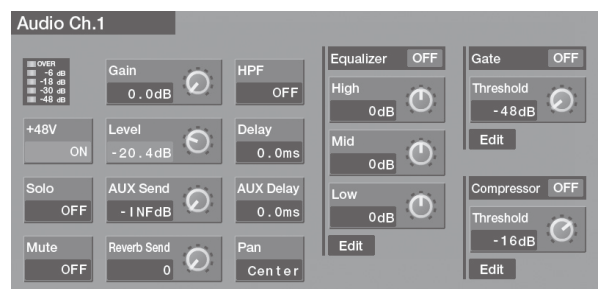 Audio Ch.1
OVER
-6 dB
-18 dB
-30 dB
-48 dB
Gain
0.0dB
HPF
OFF
+48V
ON
Level
-20.4dB
Delay
0.0ms
Solo
OFF
AUX Send
-INFdB
AUX Delay
0.0ms
Mute
OFF
Reverb Send
0
Pan
Center
Equalizer OFF
High
0dB
Mid
0dB
Low
0dB
Edit
Gate OFF
Threshold
-48dB
Edit
Compressor OFF
Threshold
-16dB
Edit